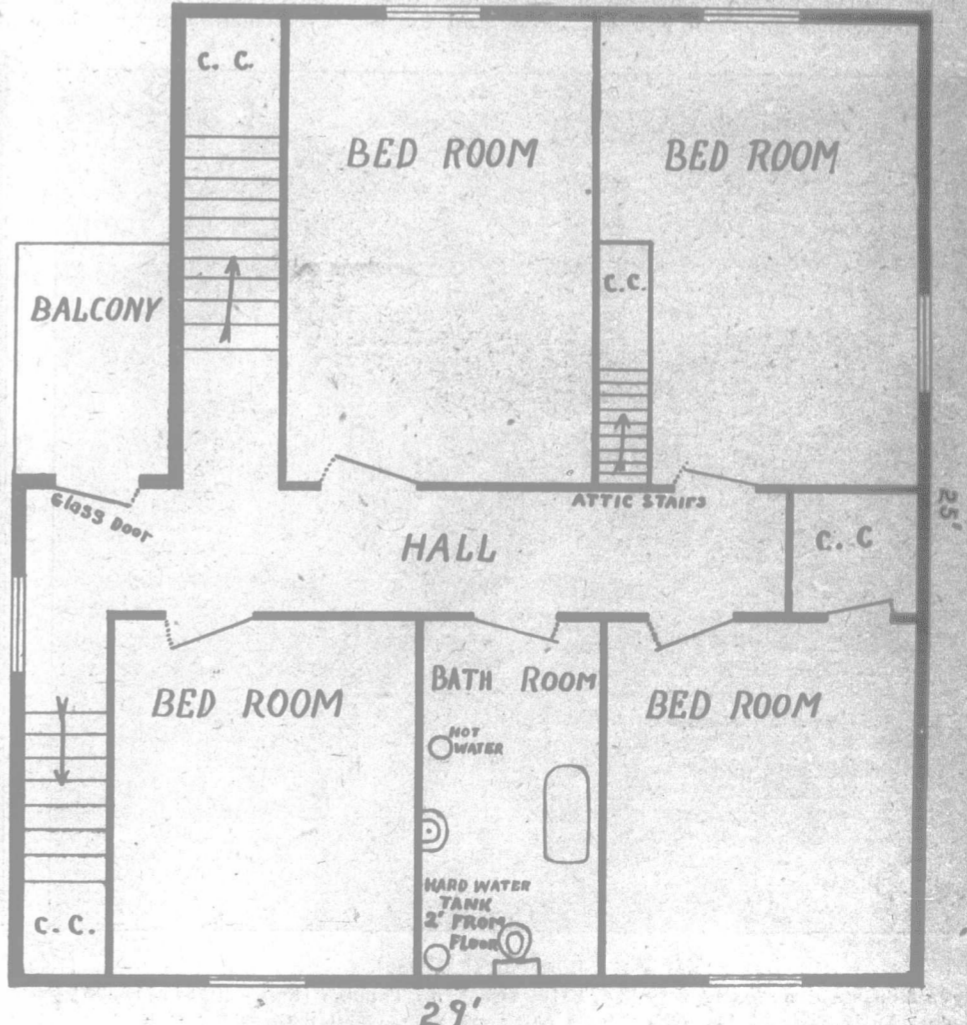 C. C.
BED ROOM
BED ROOM
BALCONY
C.C.
Glass Door
ATTIC STAIrS
HALL
C. C
25'
BED ROOM
BATH ROOM
BED ROOM
HOT
WATER
HARD WATER
TANK
2' FROM
FLOOR
C. C.
29'